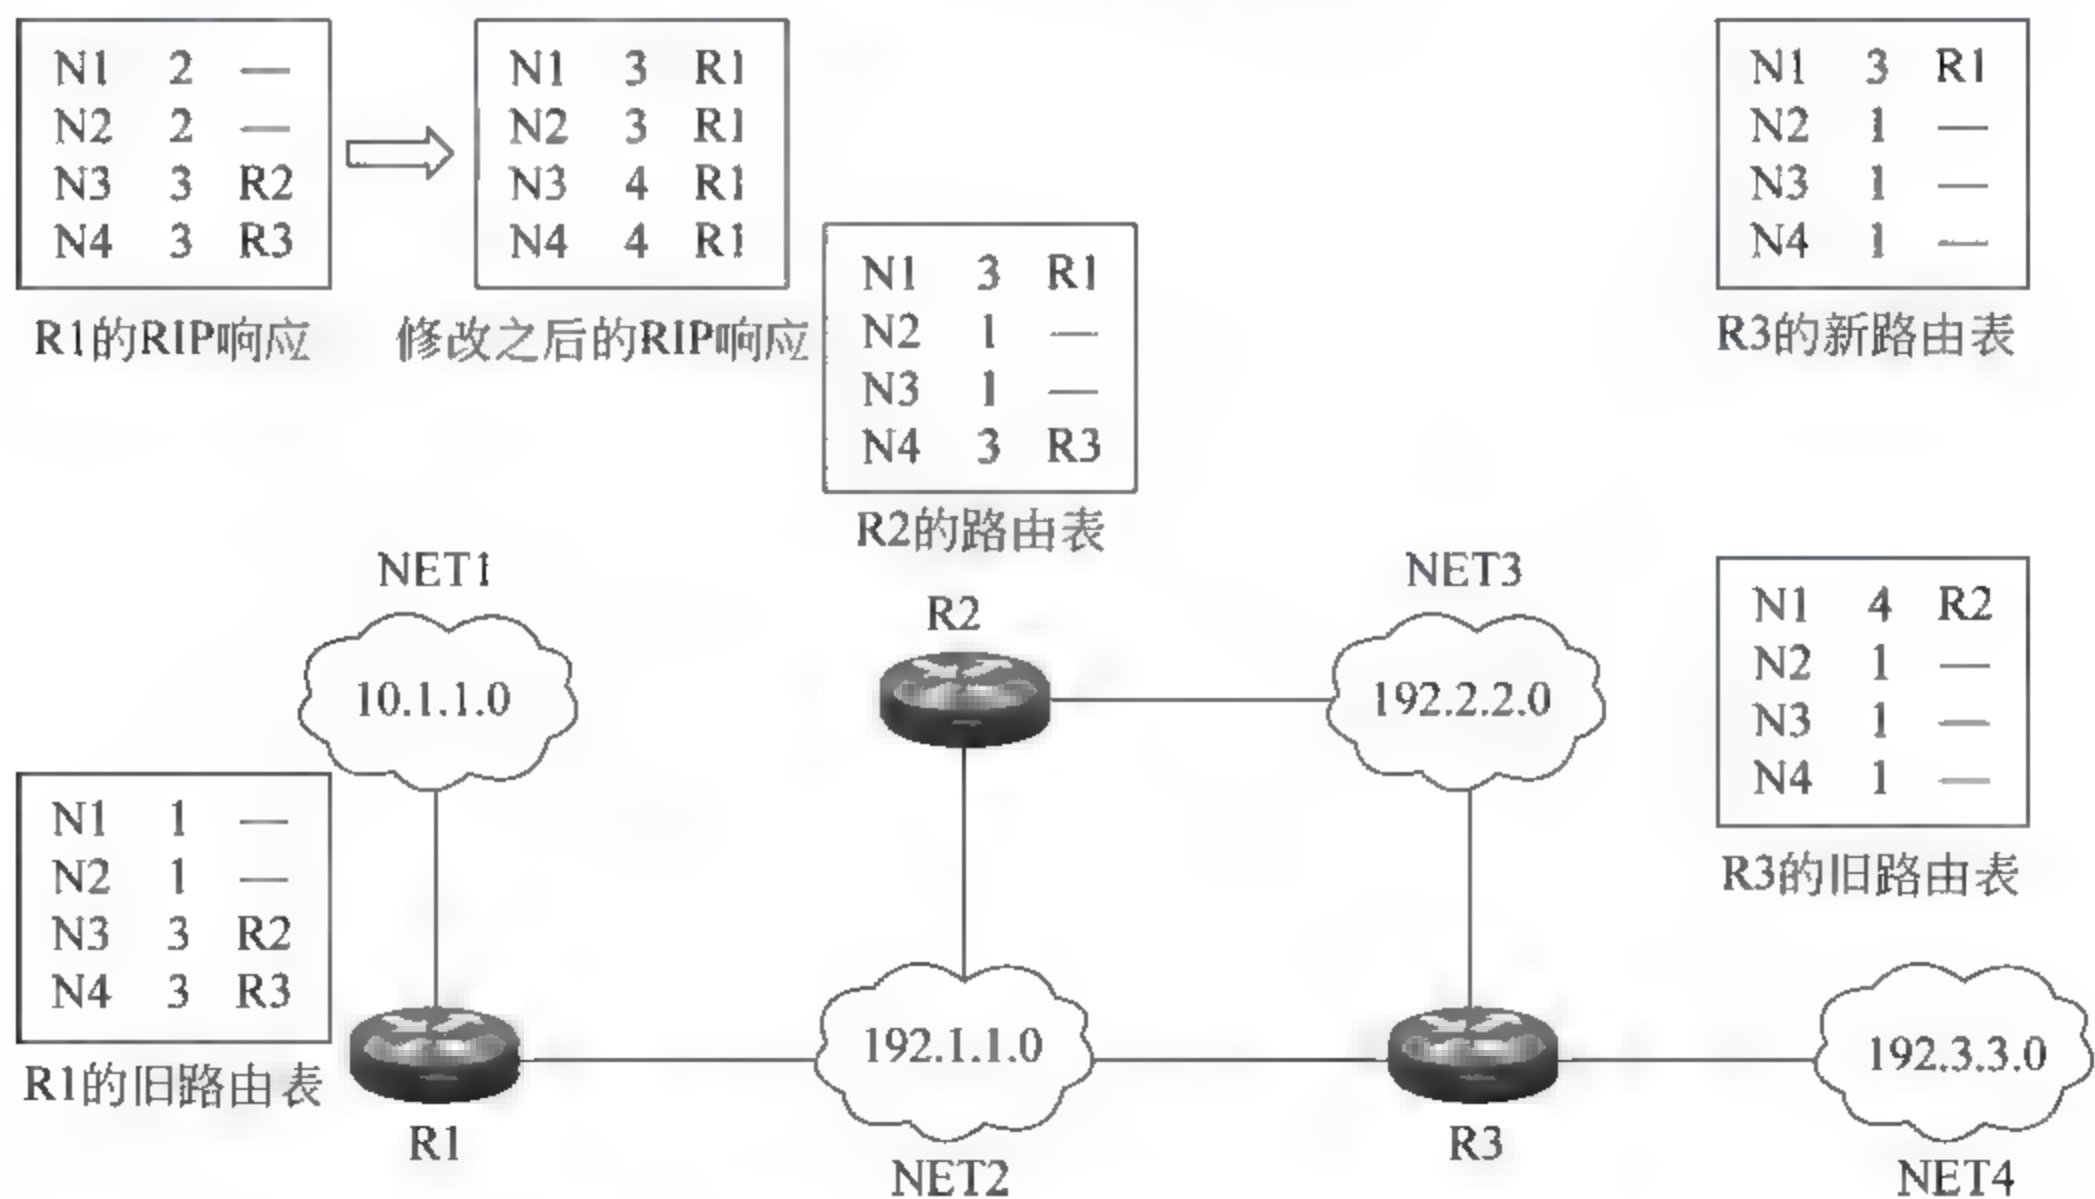 N1 2 —
N2 2 —
N3 3 R2
N4 3 R3
R1的RIP响应
N1 3 R1
N2 3 R1
N3 4 R1
N4 4 R1
修改之后的RIP响应
N1 3 R1
N2 1 —
N3 1 —
N4 3 R3
R2的路由表
N1 3 R1
N2 1 —
N3 1 —
N4 1 —
R3的新路由表
NET1
10.1.1.0
R2
NET3
192.2.2.0
N1 4 R2
N2 1 —
N3 1 —
N4 1 —
R3的旧路由表
N1 1 —
N2 1 —
N3 3 R2
N4 3 R3
R1的旧路由表
R1
192.1.1.0
NET2
R3
192.3.3.0
NET4